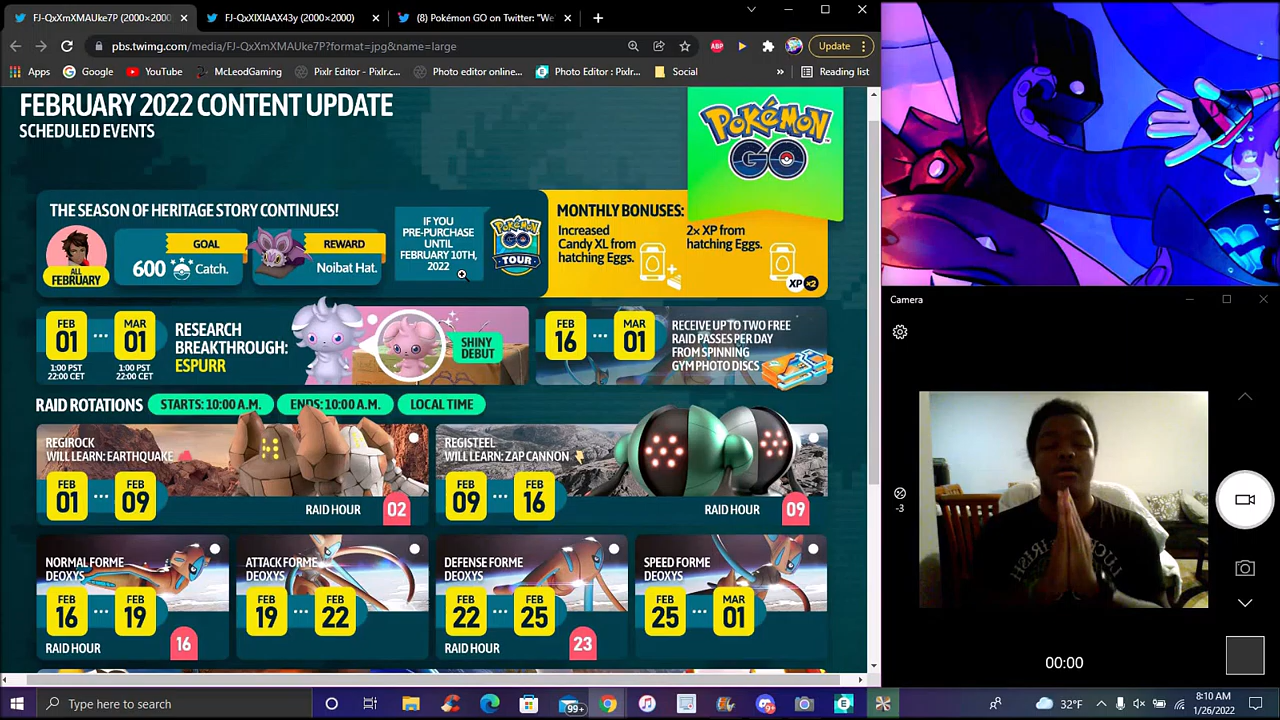 FJ-QxXmXMAUke7P (2000×2000)
FJ-QxXlXIAAX43y (2000×2000)
(8) Pokémon GO on Twitter: "We
pbs.twimg.com/media/FJ-QxXmXMAUke7P?format=jpg&name=large
ABP
Update
Apps
Google
YouTube
McLeodGaming
Pixlr Editor - Pixlr.c...
Photo editor online...
Photo Editor : Pixlr...
Social
»
Reading list
FEBRUARY 2022 CONTENT UPDATE
SCHEDULED EVENTS
POKÉMON
GO
THE SEASON OF HERITAGE STORY CONTINUES!
ALL
FEBRUARY
GOAL
600 Catch.
REWARD
Noibat Hat.
IF YOU
PRE-PURCHASE
UNTIL
FEBRUARY 10TH,
2022
POKÉMON
GO
TOUR
MONTHLY BONUSES:
Increased
Candy XL from
hatching Eggs.
2× XP from
hatching Eggs.
XP x2
FEB
01
MAR
01
1:00 PST
22:00 CET
1:00 PST
22:00 CET
RESEARCH
BREAKTHROUGH:
ESPURR
SHINY
DEBUT
FEB
16
MAR
01
RECEIVE UP TO TWO FREE
RAID PASSES PER DAY
FROM SPINNING
GYM PHOTO DISCS
RAID ROTATIONS
STARTS: 10:00 A.M.
ENDS: 10:00 A.M.
LOCAL TIME
REGIROCK
WILL LEARN: EARTHQUAKE
FEB
01
FEB
09
RAID HOUR
02
REGISTEEL
WILL LEARN: ZAP CANNON
FEB
09
FEB
16
RAID HOUR
09
NORMAL FORME
DEOXYS
FEB
16
FEB
19
RAID HOUR
16
ATTACK FORME
DEOXYS
FEB
19
FEB
22
DEFENSE FORME
DEOXYS
FEB
22
FEB
25
RAID HOUR
23
SPEED FORME
DEOXYS
FEB
25
MAR
01
Camera
-3
00:00
Type here to search
99+
32°F
8:10 AM
1/26/2022